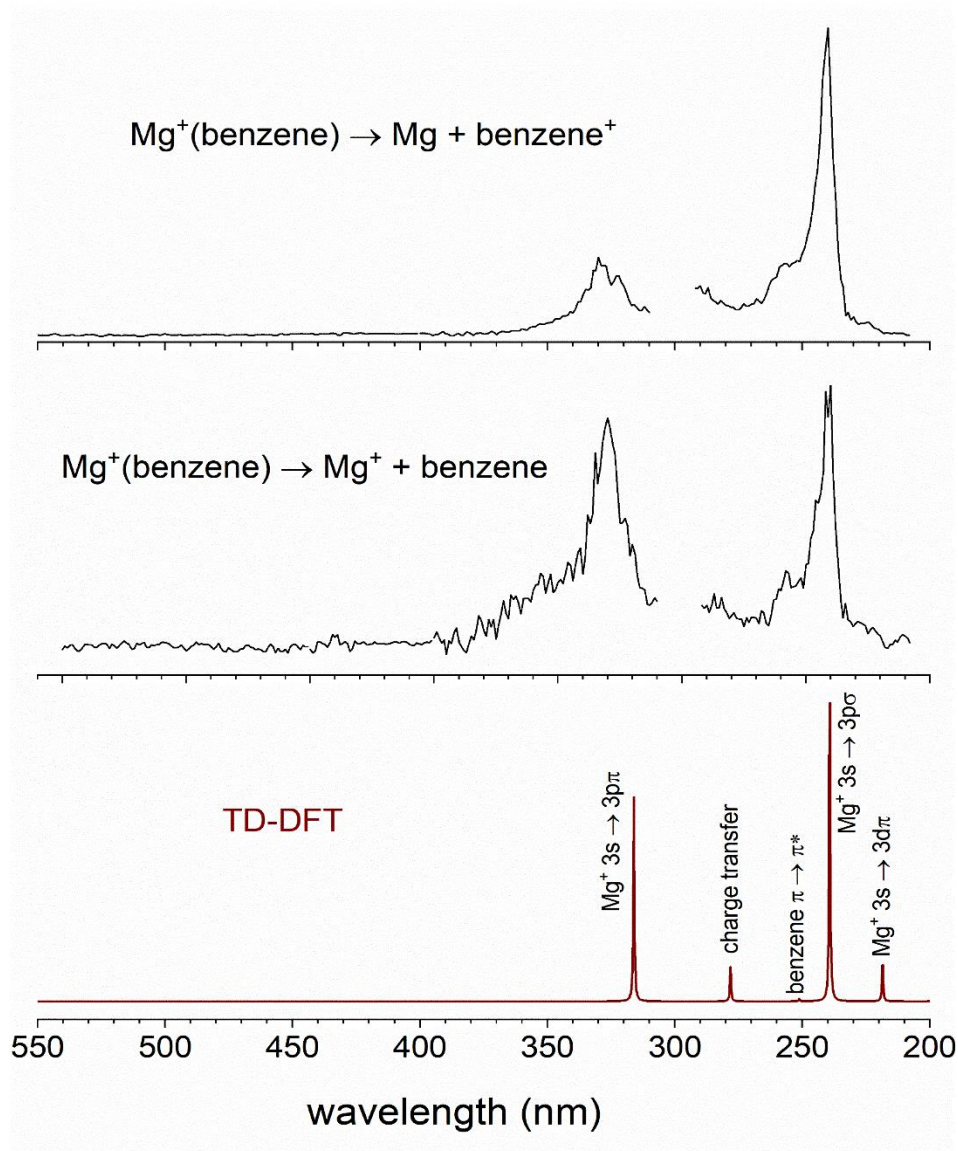 Mg⁺(benzene) → Mg + benzene⁺
Mg⁺(benzene) → Mg⁺ + benzene
TD-DFT
Mg⁺ 3s → 3pπ
charge transfer
benzene π → π*
Mg⁺ 3s → 3pσ
Mg⁺ 3s → 3dπ
550 500 450 400 350 300 250 200
wavelength (nm)